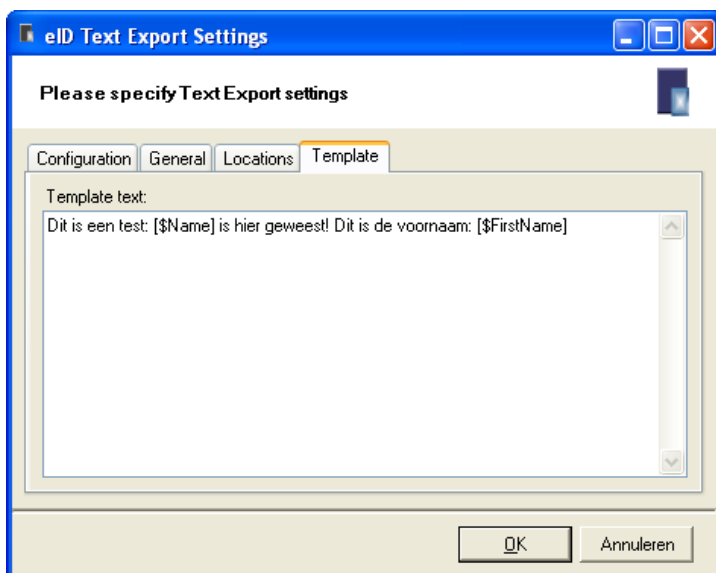 eID Text Export Settings
Please specify Text Export settings
Configuration General Locations Template
Template text:
Dit is een test: [$Name] is hier geweest! Dit is de voornaam: [$FirstName]
OK Annuleren